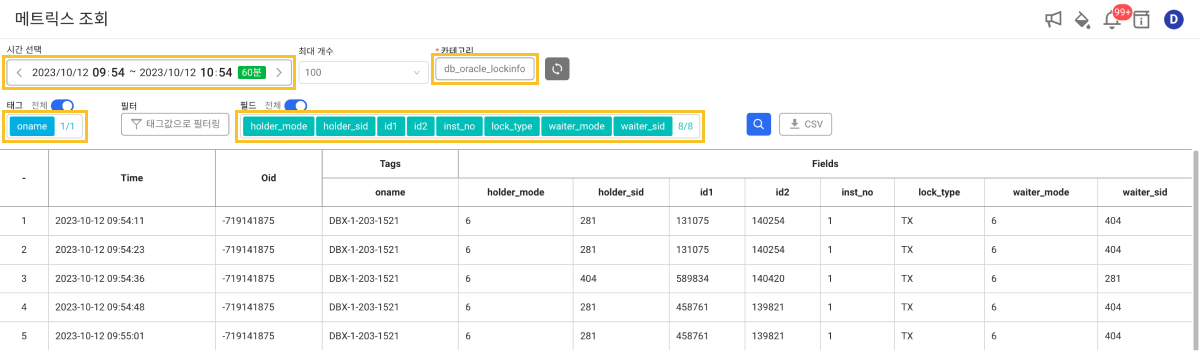 메트릭스 조회
99+
D
시간 선택
최대 개수
* 카테고리
2023/10/12 09:54 ~ 2023/10/12 10:54 60분
100
db_oracle_lockinfo
태그 전체
필터
필드 전체
oname 1/1
태그값으로 필터링
holder_mode holder_sid id1 id2 inst_no lock_type waiter_mode waiter_sid 8/8
CSV
- Time Oid Tags Fields
oname holder_mode holder_sid id1 id2 inst_no lock_type waiter_mode waiter_sid
1 2023-10-12 09:54:11 -719141875 DBX-1-203-1521 6 281 131075 140254 1 TX 6 404
2 2023-10-12 09:54:23 -719141875 DBX-1-203-1521 6 281 131075 140254 1 TX 6 404
3 2023-10-12 09:54:36 -719141875 DBX-1-203-1521 6 404 589834 140420 1 TX 6 281
4 2023-10-12 09:54:48 -719141875 DBX-1-203-1521 6 281 458761 139821 1 TX 6 404
5 2023-10-12 09:55:01 -719141875 DBX-1-203-1521 6 281 458761 139821 1 TX 6 404